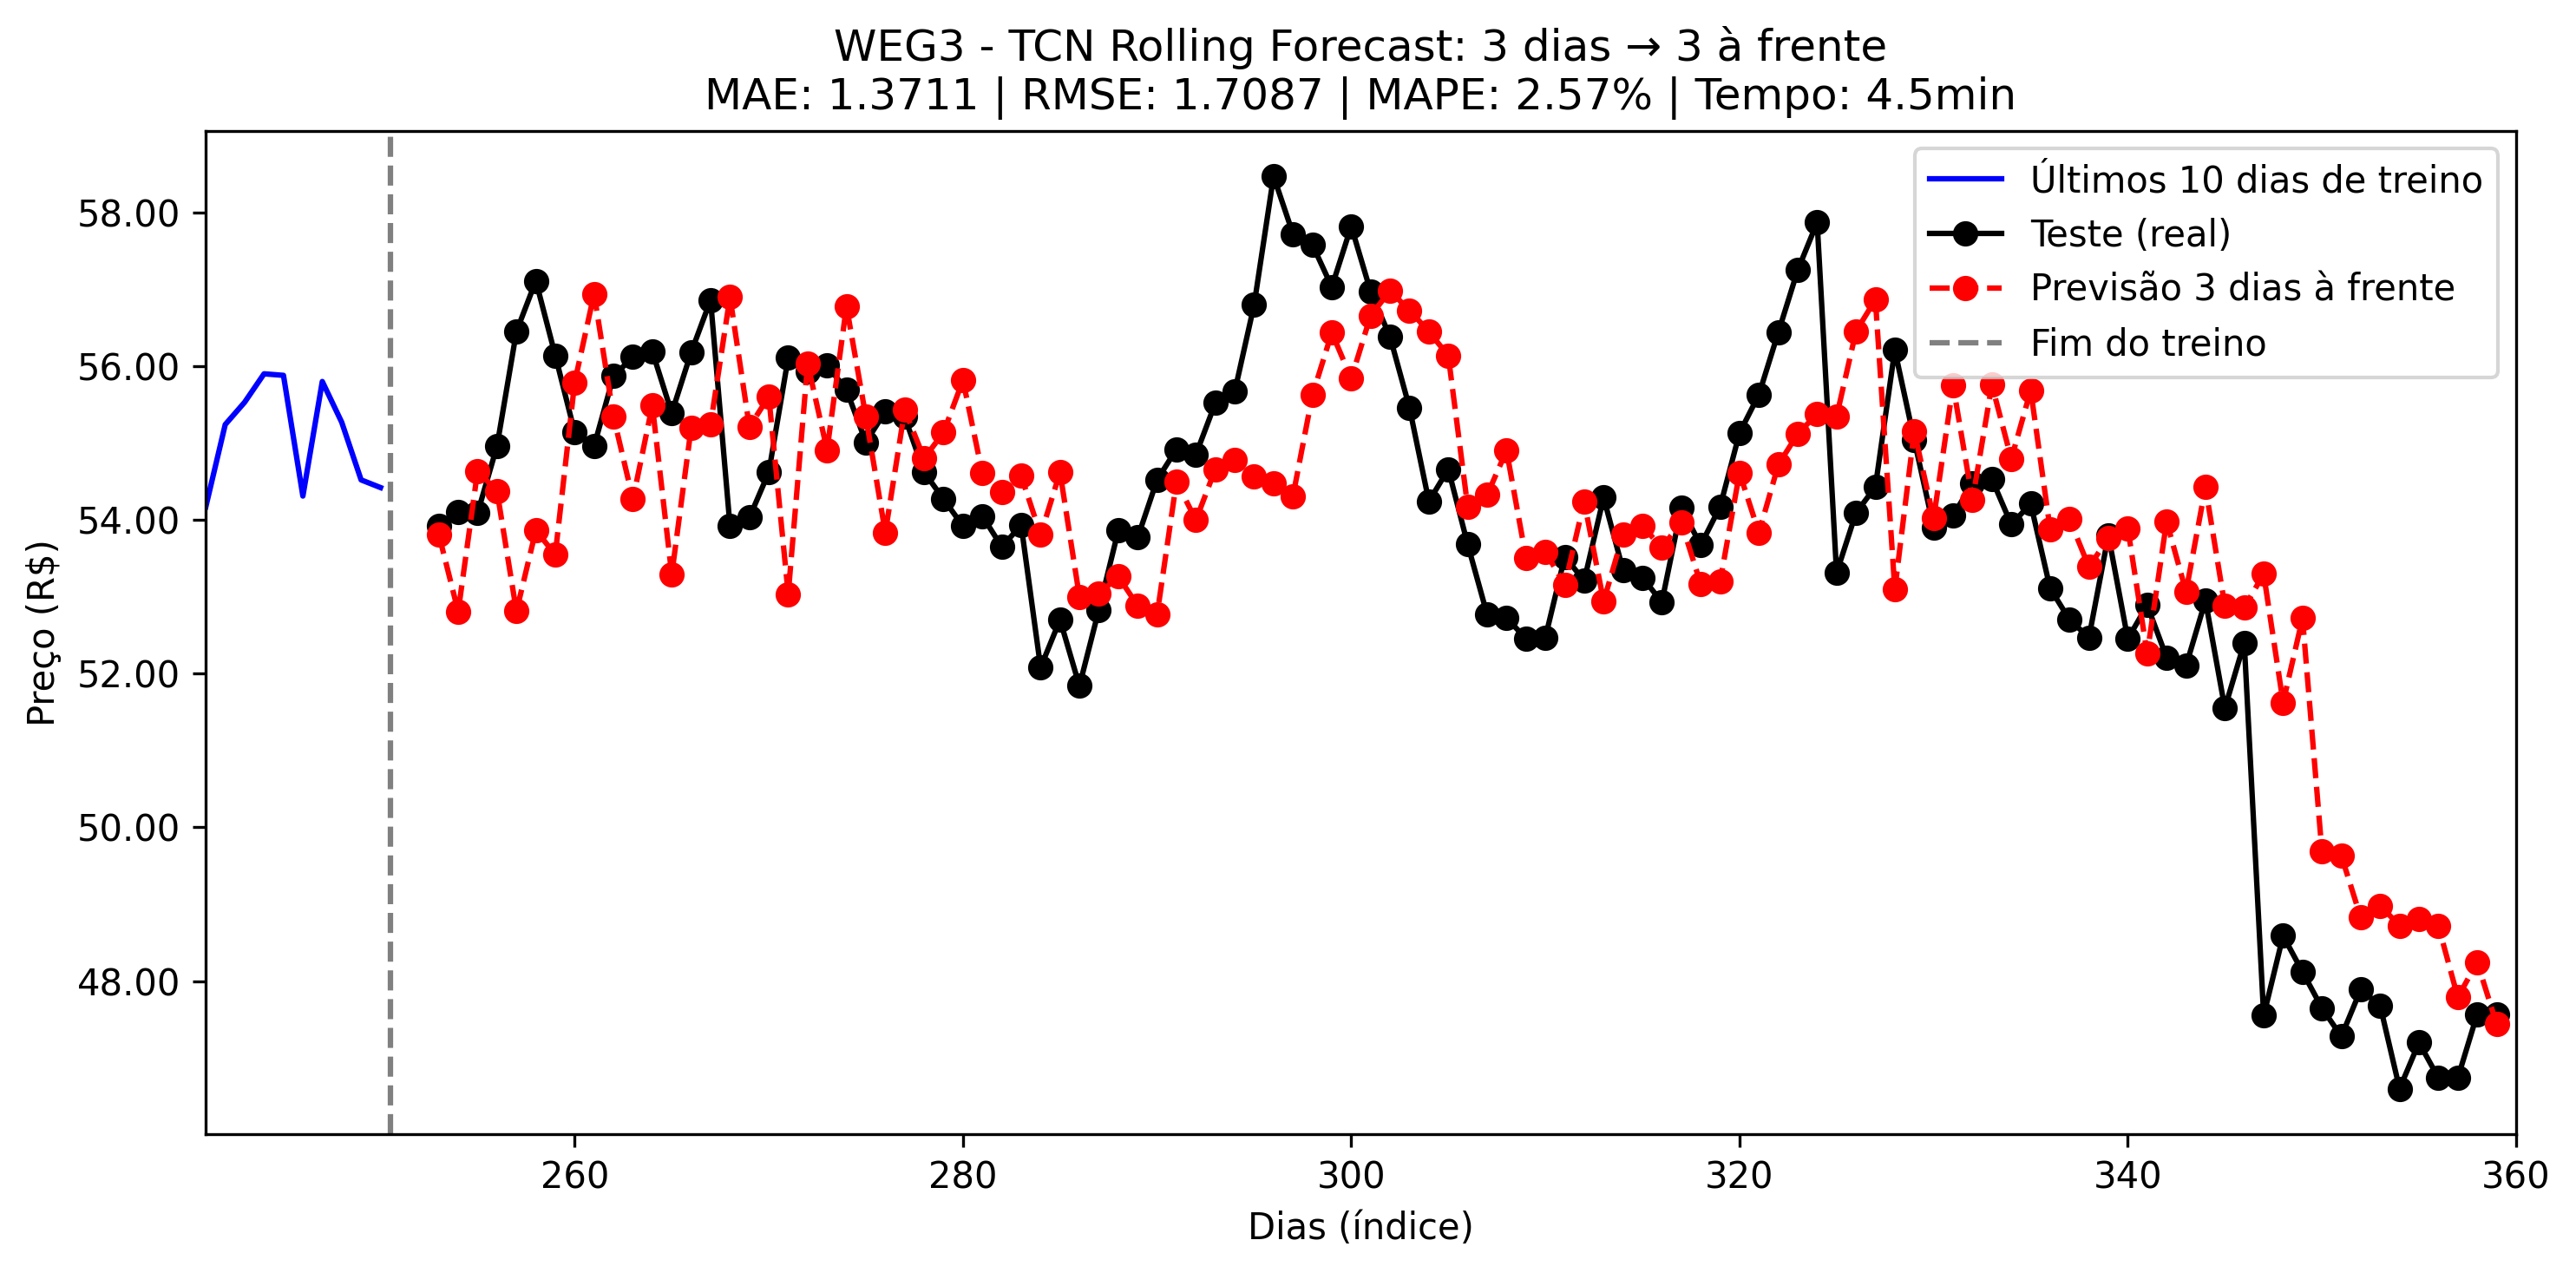 WEG3 - TCN Rolling Forecast: 3 dias → 3 à frente
MAE: 1.3711 | RMSE: 1.7087 | MAPE: 2.57% | Tempo: 4.5min
Últimos 10 dias de treino
Teste (real)
Previsão 3 dias à frente
Fim do treino
Preço (R$)
58.00
56.00
54.00
52.00
50.00
48.00
260
280
300
320
340
360
Dias (índice)